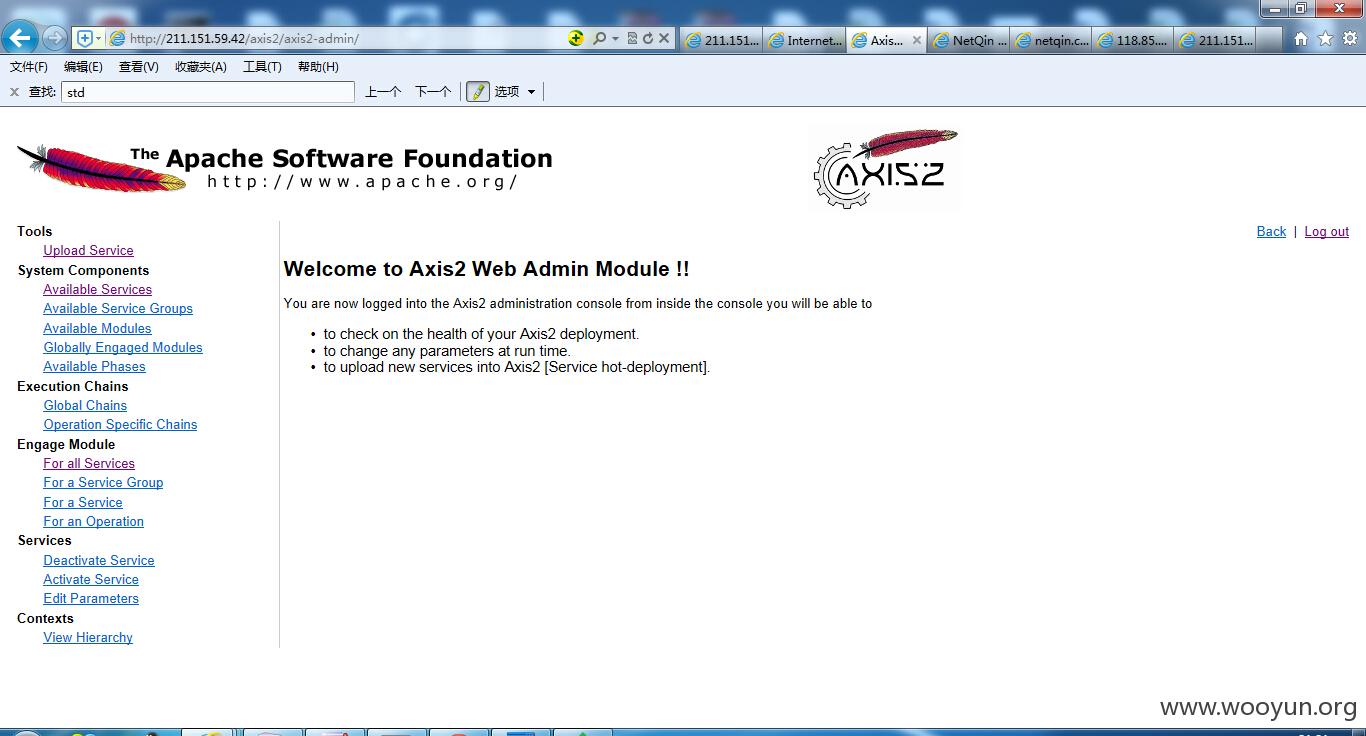 http://211.151.59.42/axis2/axis2-admin/
211.151...
Internet...
Axis...
NetQin ...
netqin.c...
118.85....
211.151...
文件(F) 编辑(E) 查看(V) 收藏夹(A) 工具(T) 帮助(H)
x 查找: std 上一个 下一个 选项
The Apache Software Foundation
http://www.apache.org/
AXIS2
Back | Log out
Tools
Upload Service
System Components
Available Services
Available Service Groups
Available Modules
Globally Engaged Modules
Available Phases
Execution Chains
Global Chains
Operation Specific Chains
Engage Module
For all Services
For a Service Group
For a Service
For an Operation
Services
Deactivate Service
Activate Service
Edit Parameters
Contexts
View Hierarchy
Welcome to Axis2 Web Admin Module !!
You are now logged into the Axis2 administration console from inside the console you will be able to
• to check on the health of your Axis2 deployment.
• to change any parameters at run time.
• to upload new services into Axis2 [Service hot-deployment].
www.wooyun.org